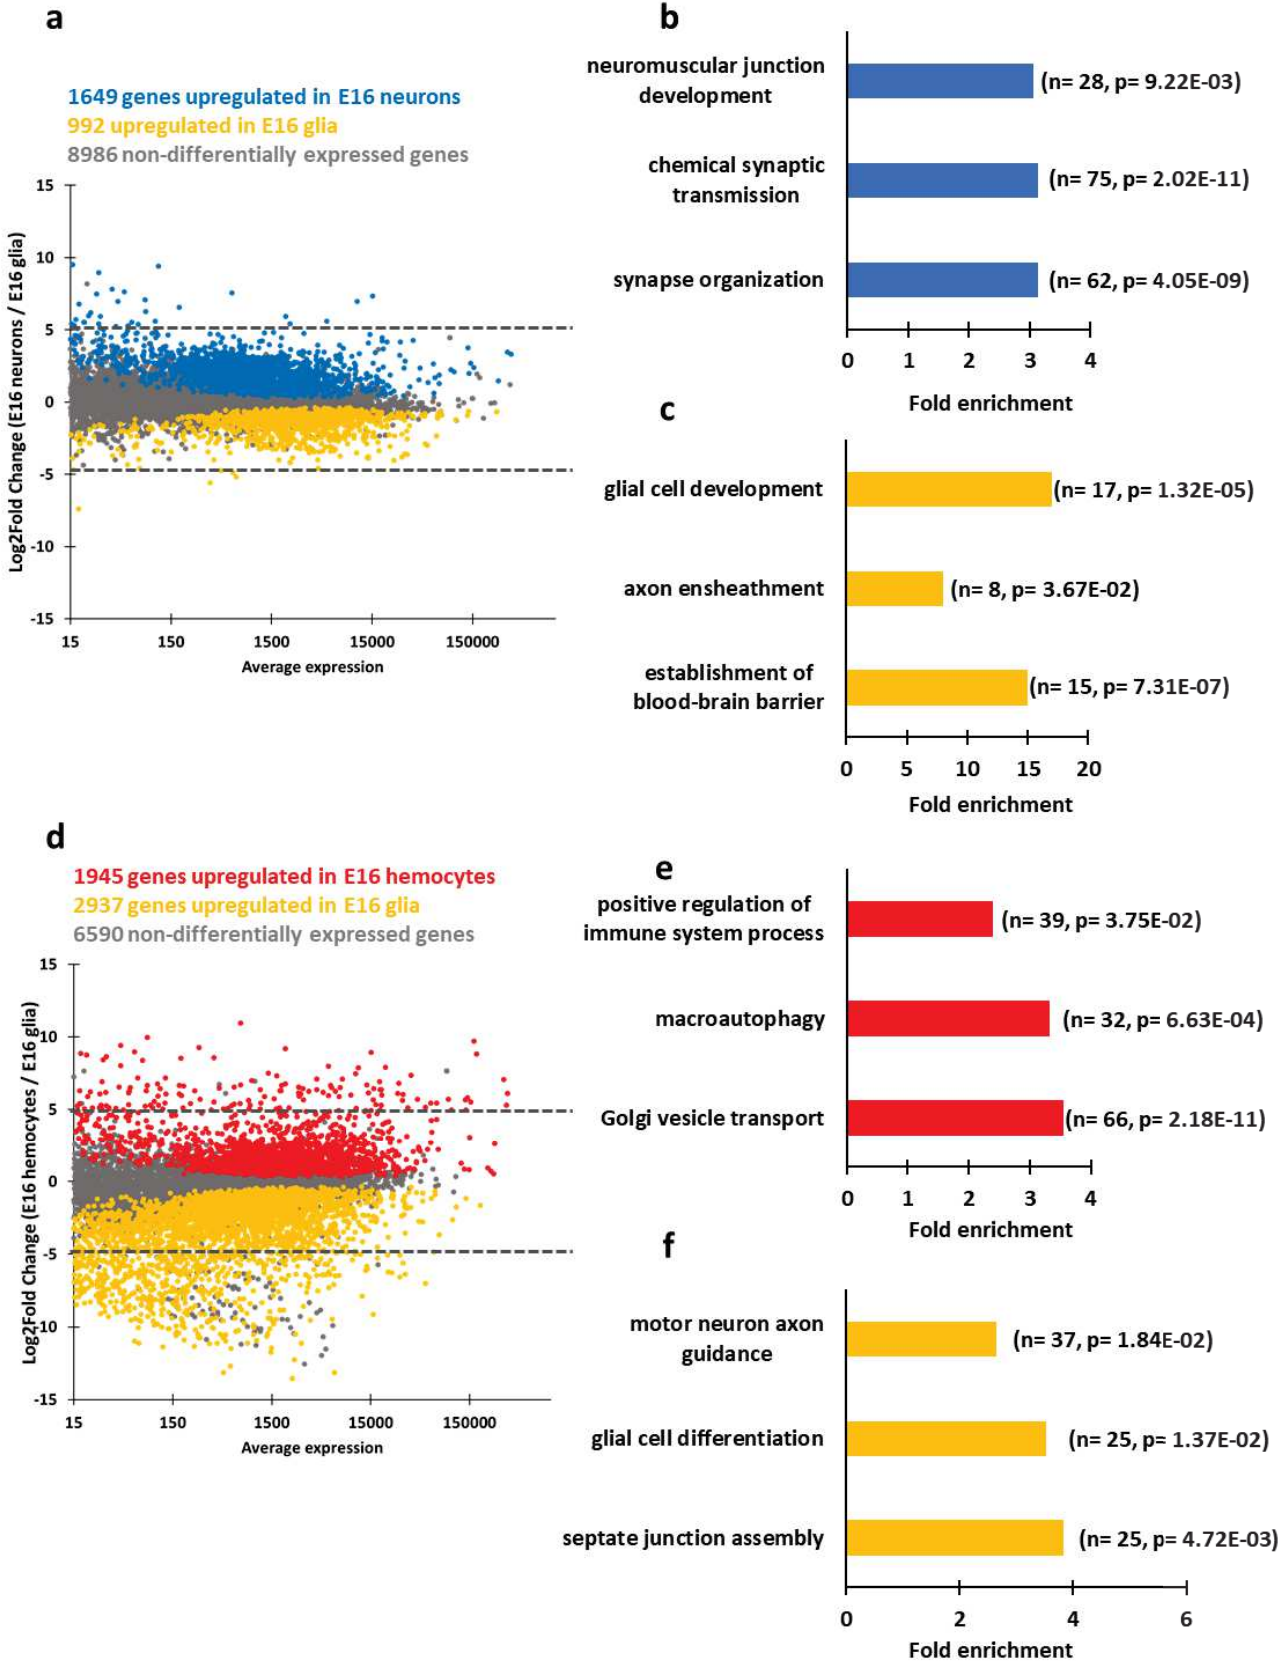 a
1649 genes upregulated in E16 neurons
992 upregulated in E16 glia
8986 non-differentially expressed genes
Log2Fold Change (E16 neurons / E16 glia)
15
10
5
0
-5
-10
-15
15 150 1500 15000 150000
Average expression
b
neuromuscular junction
development
(n= 28, p= 9.22E-03)
chemical synaptic
transmission
(n= 75, p= 2.02E-11)
synapse organization
(n= 62, p= 4.05E-09)
0 1 2 3 4
Fold enrichment
c
glial cell development
(n= 17, p= 1.32E-05)
axon ensheathment
(n= 8, p= 3.67E-02)
establishment of
blood-brain barrier
(n= 15, p= 7.31E-07)
0 5 10 15 20
Fold enrichment
d
1945 genes upregulated in E16 hemocytes
2937 genes upregulated in E16 glia
6590 non-differentially expressed genes
Log2Fold Change (E16 hemocytes / E16 glia)
15
10
5
0
-5
-10
-15
15 150 1500 15000 150000
Average expression
e
positive regulation of
immune system process
(n= 39, p= 3.75E-02)
macroautophagy
(n= 32, p= 6.63E-04)
Golgi vesicle transport
(n= 66, p= 2.18E-11)
0 1 2 3 4
Fold enrichment
f
motor neuron axon
guidance
(n= 37, p= 1.84E-02)
glial cell differentiation
(n= 25, p= 1.37E-02)
septate junction assembly
(n= 25, p= 4.72E-03)
0 2 4 6
Fold enrichment